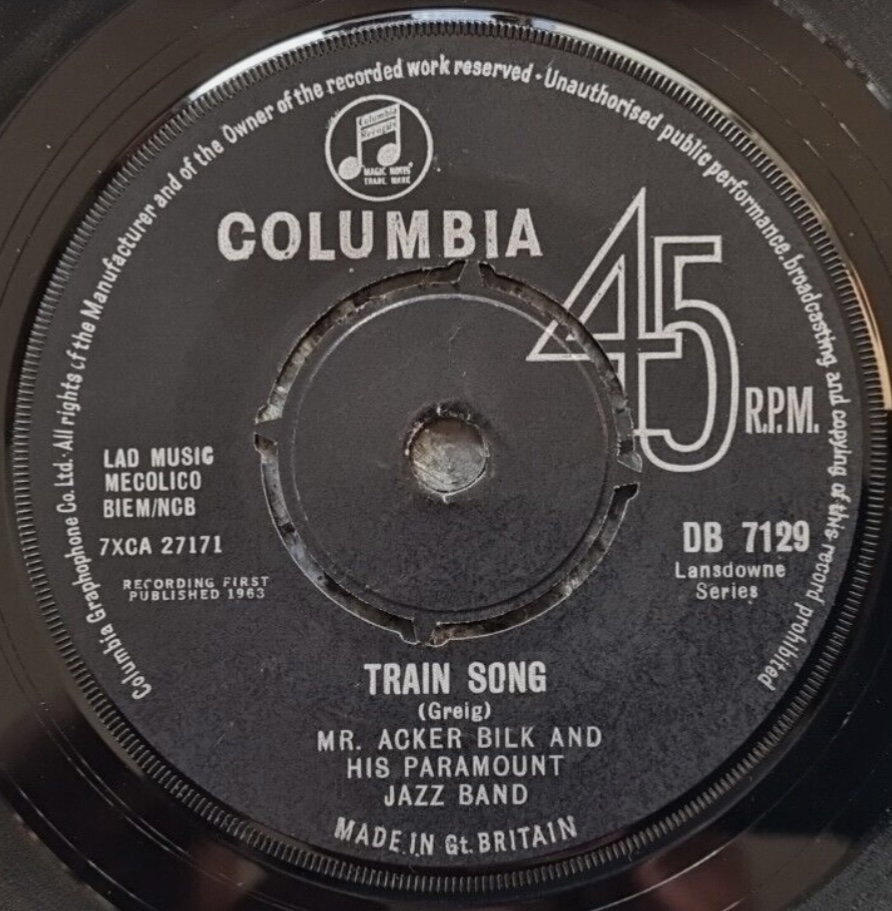 Columbia Graphophone Co. Ltd. · All rights of the Manufacturer and of the Owner of the recorded work reserved · Unauthorised public performance, broadcasting and copying of this record prohibited
Columbia
Records
MAGIC NOTES
TRADE MARK
COLUMBIA
45
R.P.M.
LAD MUSIC
MECOLICO
BIEM/NCB
7XCA 27171
RECORDING FIRST
PUBLISHED 1963
DB 7129
Lansdowne
Series
TRAIN SONG
(Greig)
MR. ACKER BILK AND
HIS PARAMOUNT
JAZZ BAND
MADE IN Gt. BRITAIN